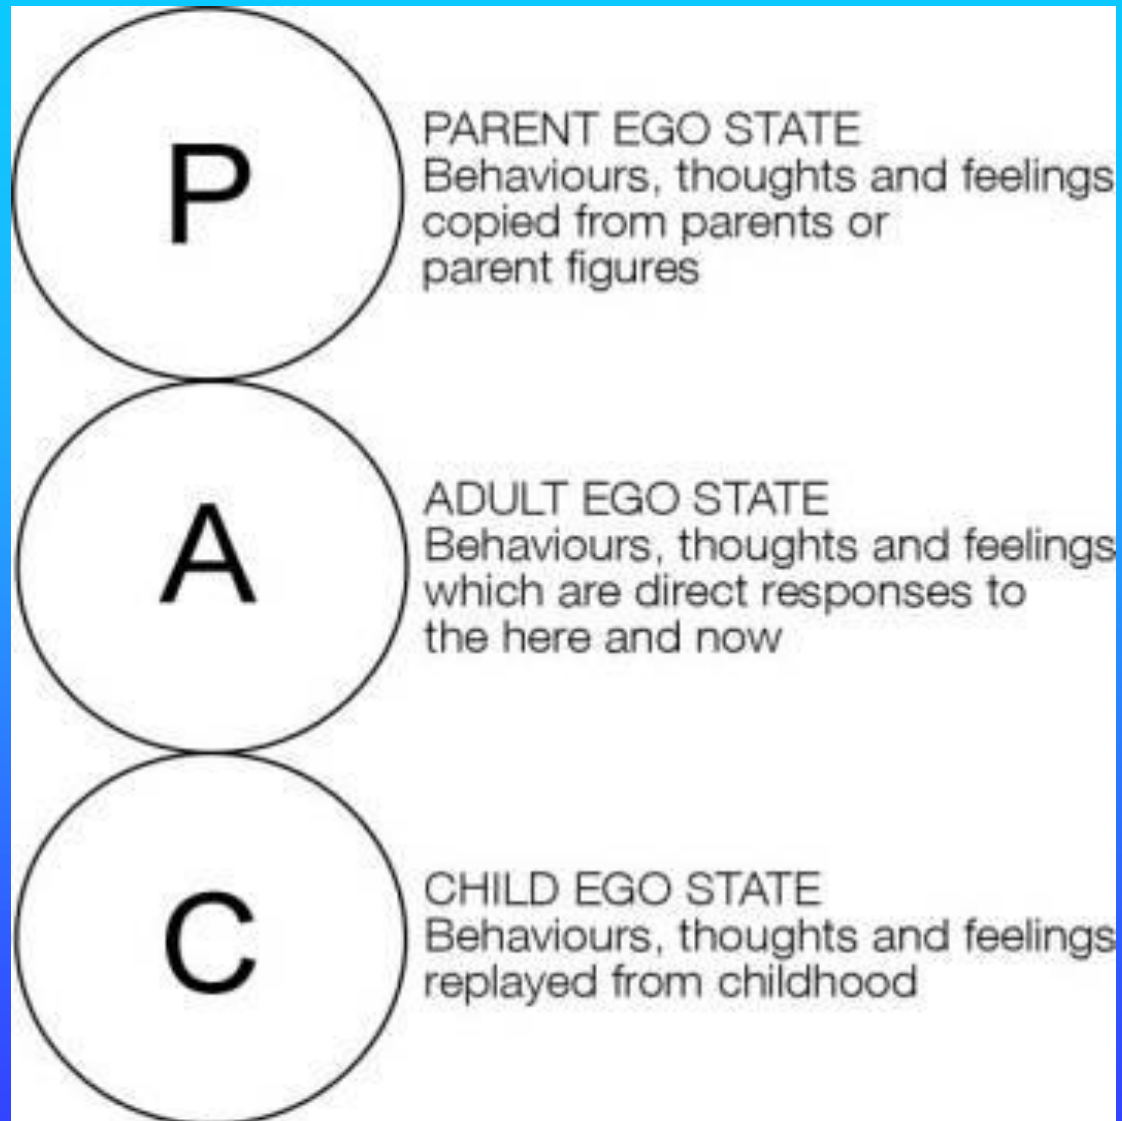 P
PARENT EGO STATE
Behaviours, thoughts and feelings
copied from parents or
parent figures
A
ADULT EGO STATE
Behaviours, thoughts and feelings
which are direct responses to
the here and now
C
CHILD EGO STATE
Behaviours, thoughts and feelings
replayed from childhood